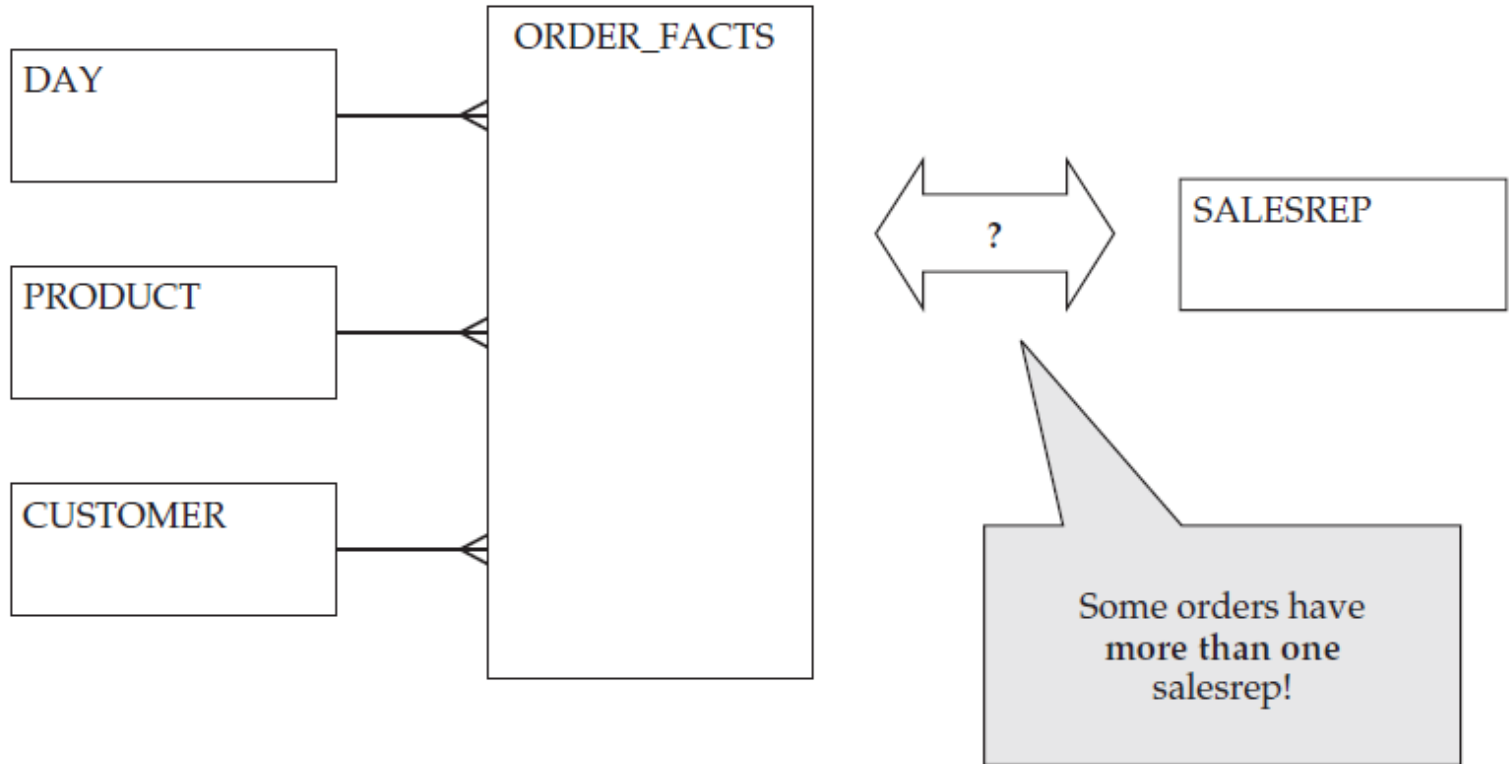 ORDER_FACTS
DAY
PRODUCT
CUSTOMER
?
SALESREP
Some orders have
more than one
salesrep!